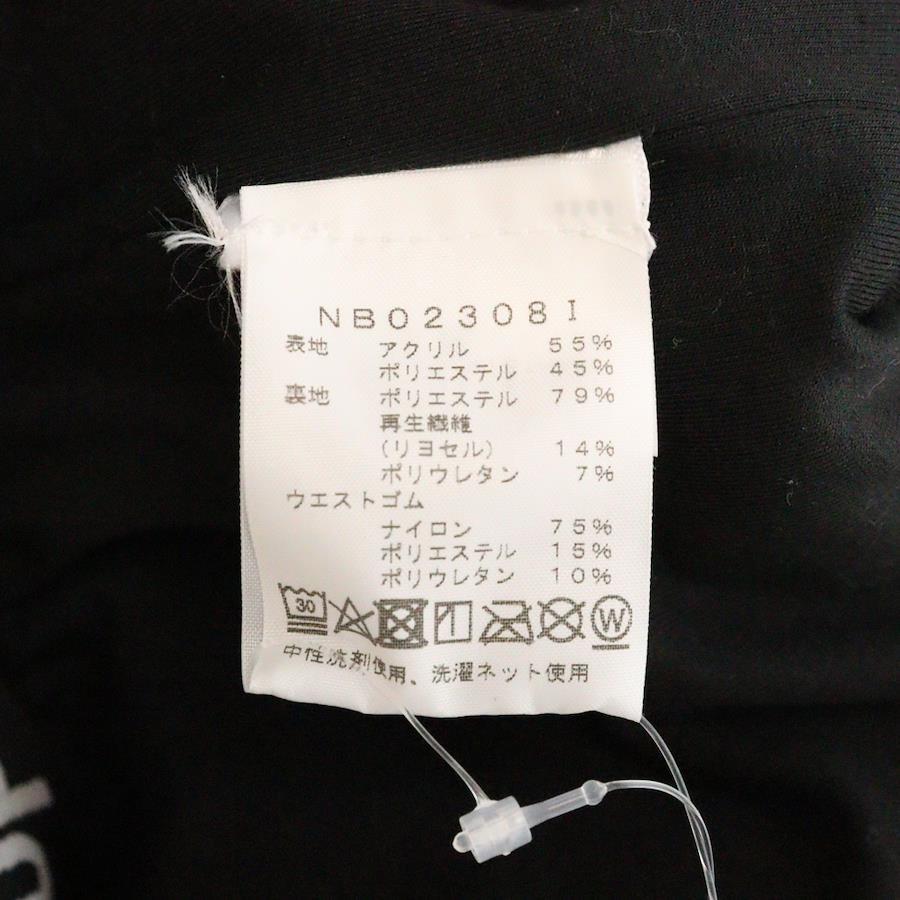 NB02308I
表地 アクリル 55%
ポリエステル 45%
裏地 ポリエステル 79%
再生繊維
(リヨセル) 14%
ポリウレタン 7%
ウエストゴム
ナイロン 75%
ポリエステル 15%
ポリウレタン 10%
30 W
中性洗剤使用、洗濯ネット使用